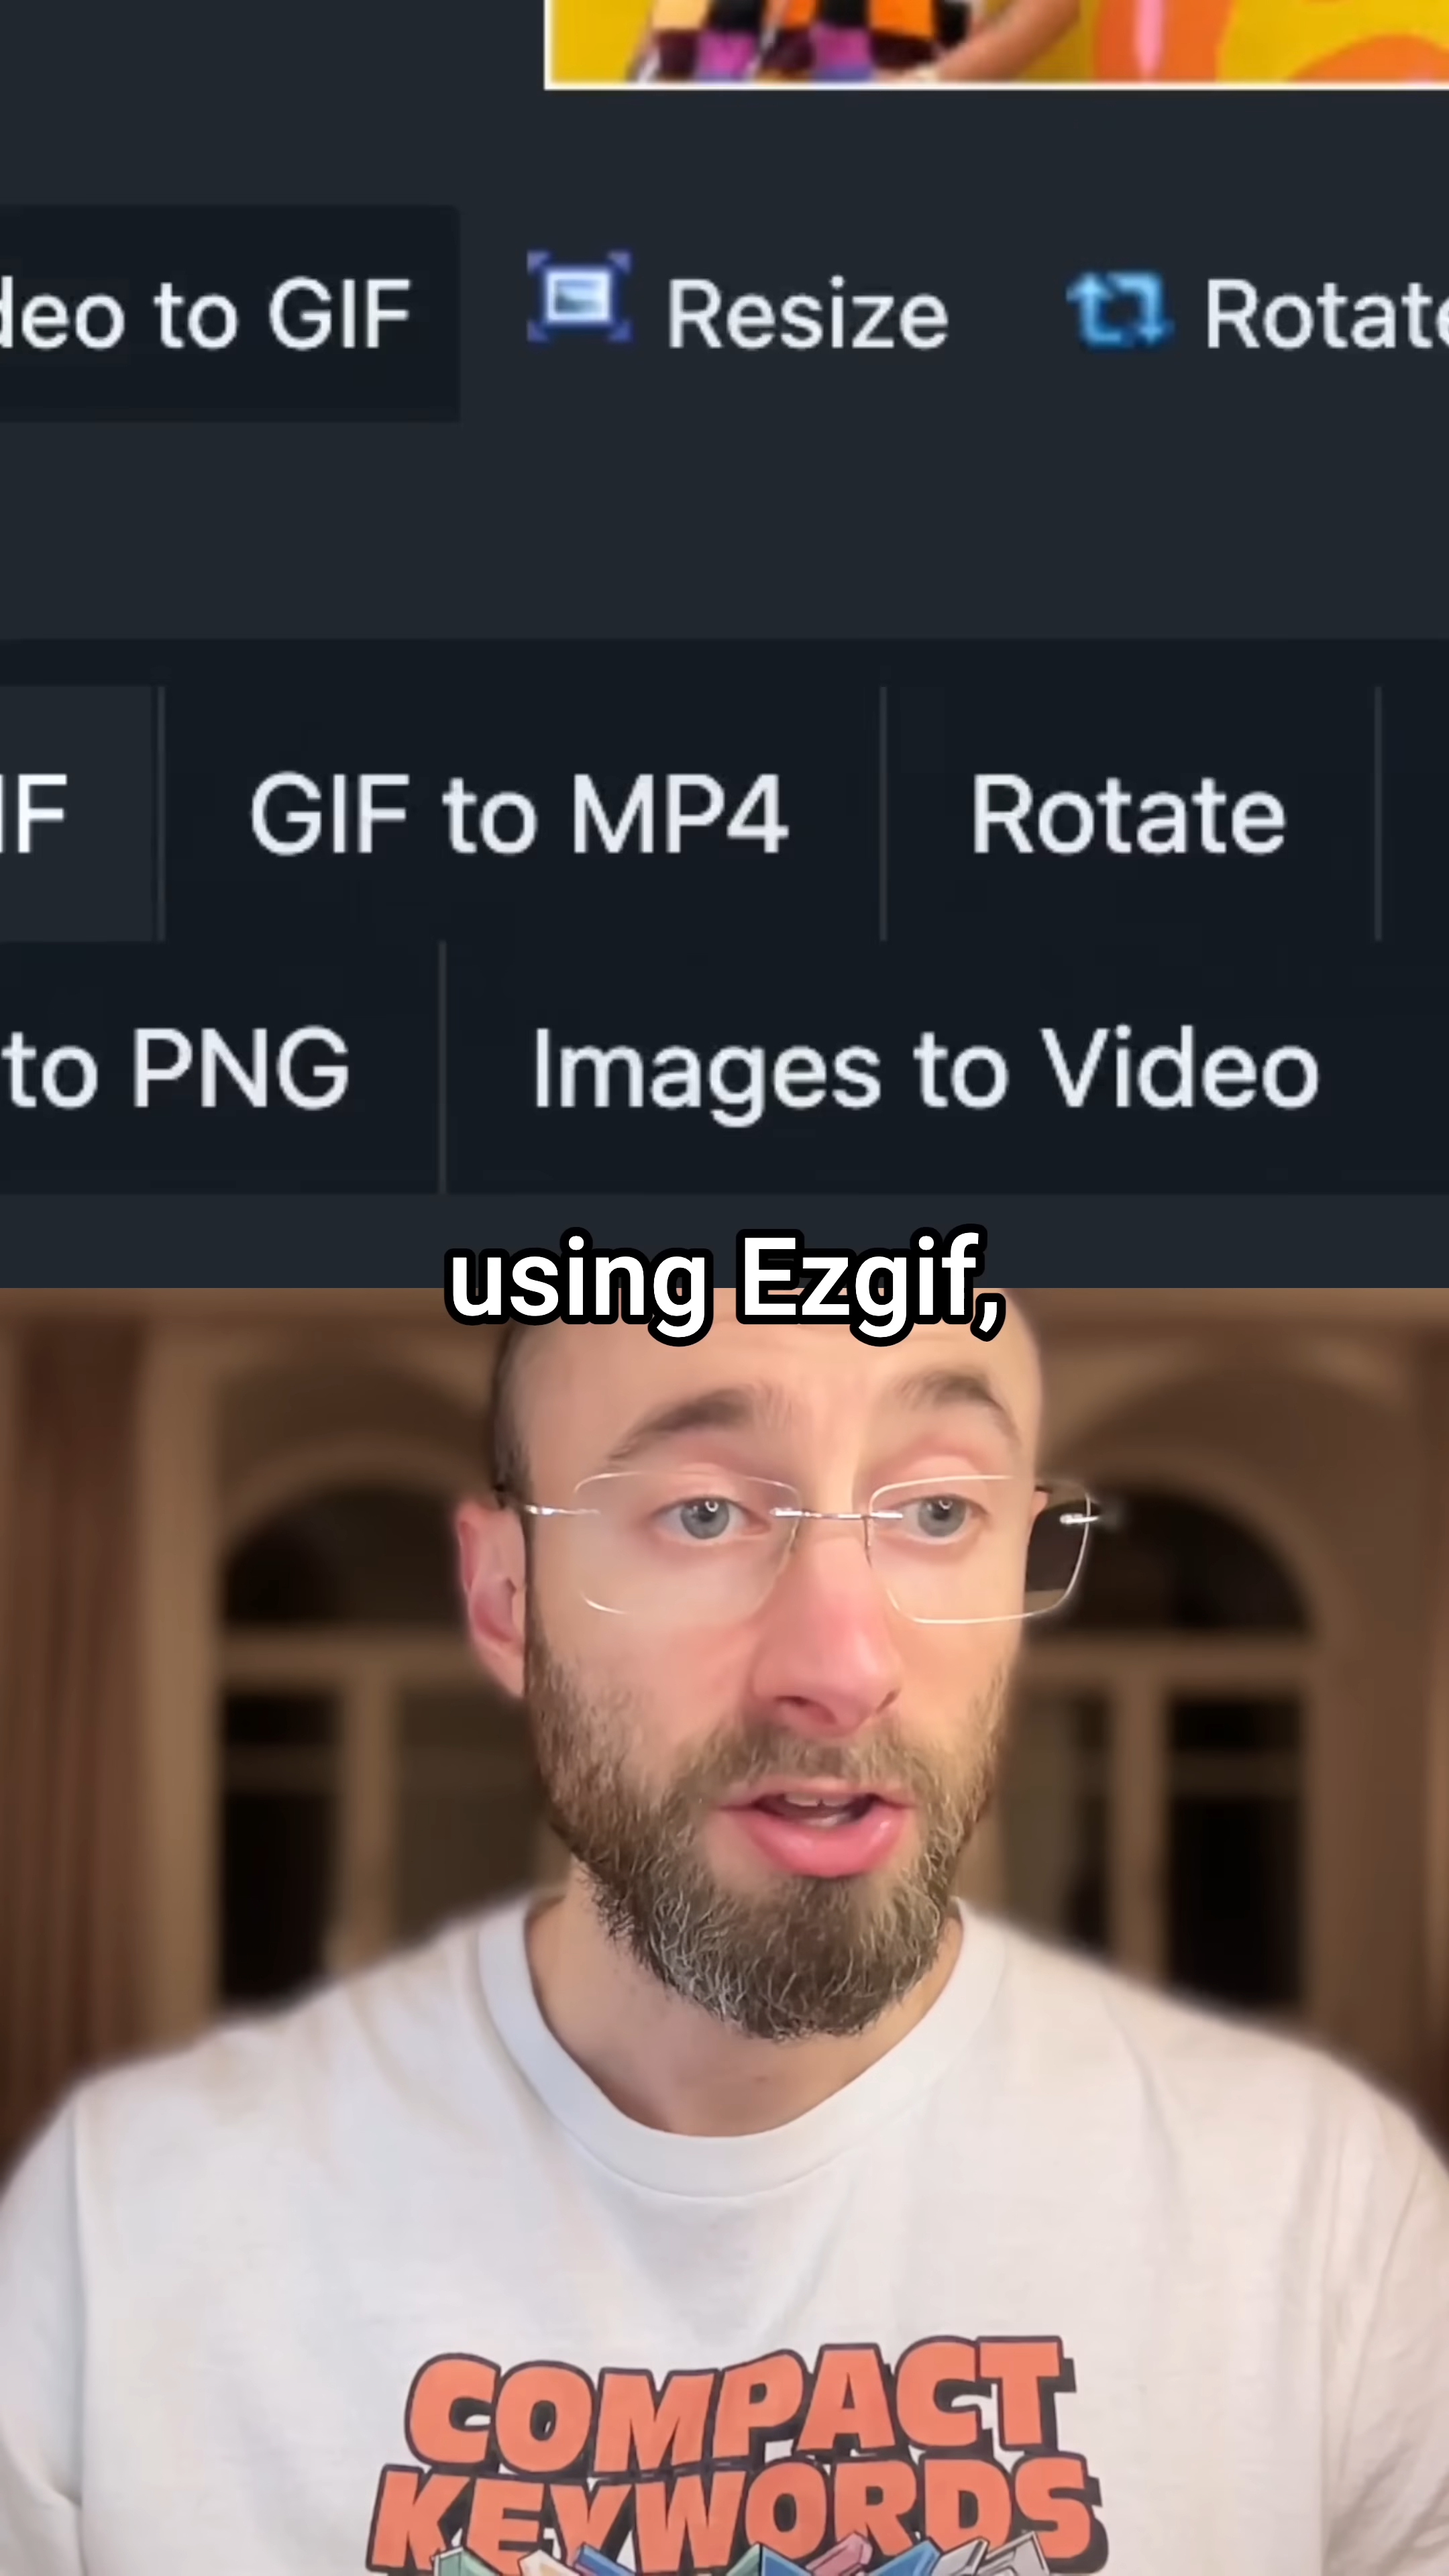 deo to GIF Resize Rotate
IF GIF to MP4 Rotate
to PNG Images to Video
using Ezgif,
COMPACT
KEYWORDS